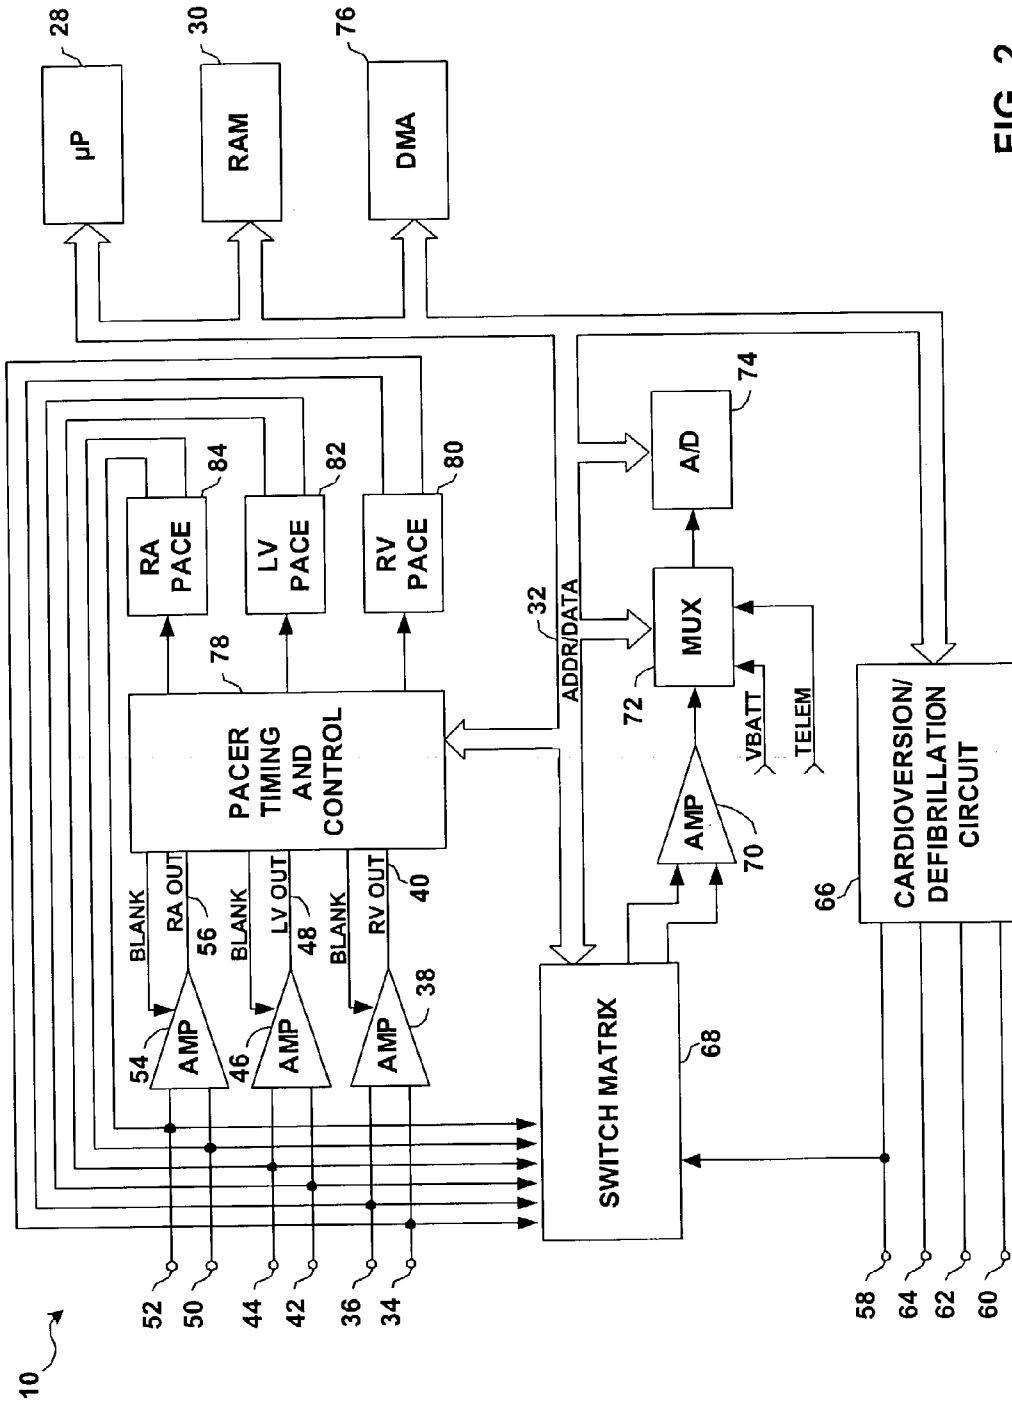 10
52
50
44
42
36
34
54
AMP
46
AMP
AMP
38
BLANK
RA OUT
56
BLANK
LV OUT
48
BLANK
RV OUT
40
PACER
TIMING
AND
CONTROL
78
RA
PACE
84
LV
PACE
82
RV
PACE
80
µP
28
RAM
30
DMA
76
32
ADDR/DATA
SWITCH MATRIX
68
AMP
70
MUX
72
VBATT
TELEM
A/D
74
58
64
62
60
66
CARDIOVERSION/
DEFIBRILLATION
CIRCUIT
FIG. 2